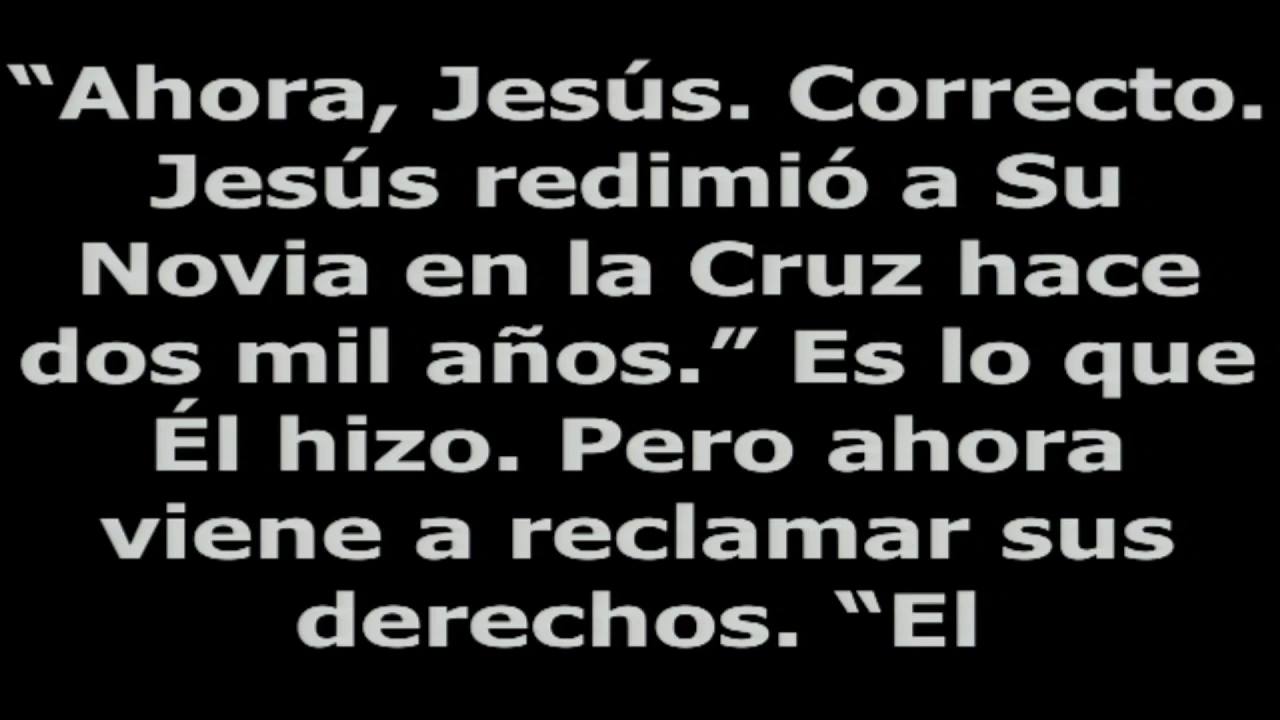 “Ahora, Jesús. Correcto.
Jesús redimió a Su
Novia en la Cruz hace
dos mil años.” Es lo que
Él hizo. Pero ahora
viene a reclamar sus
derechos. “El